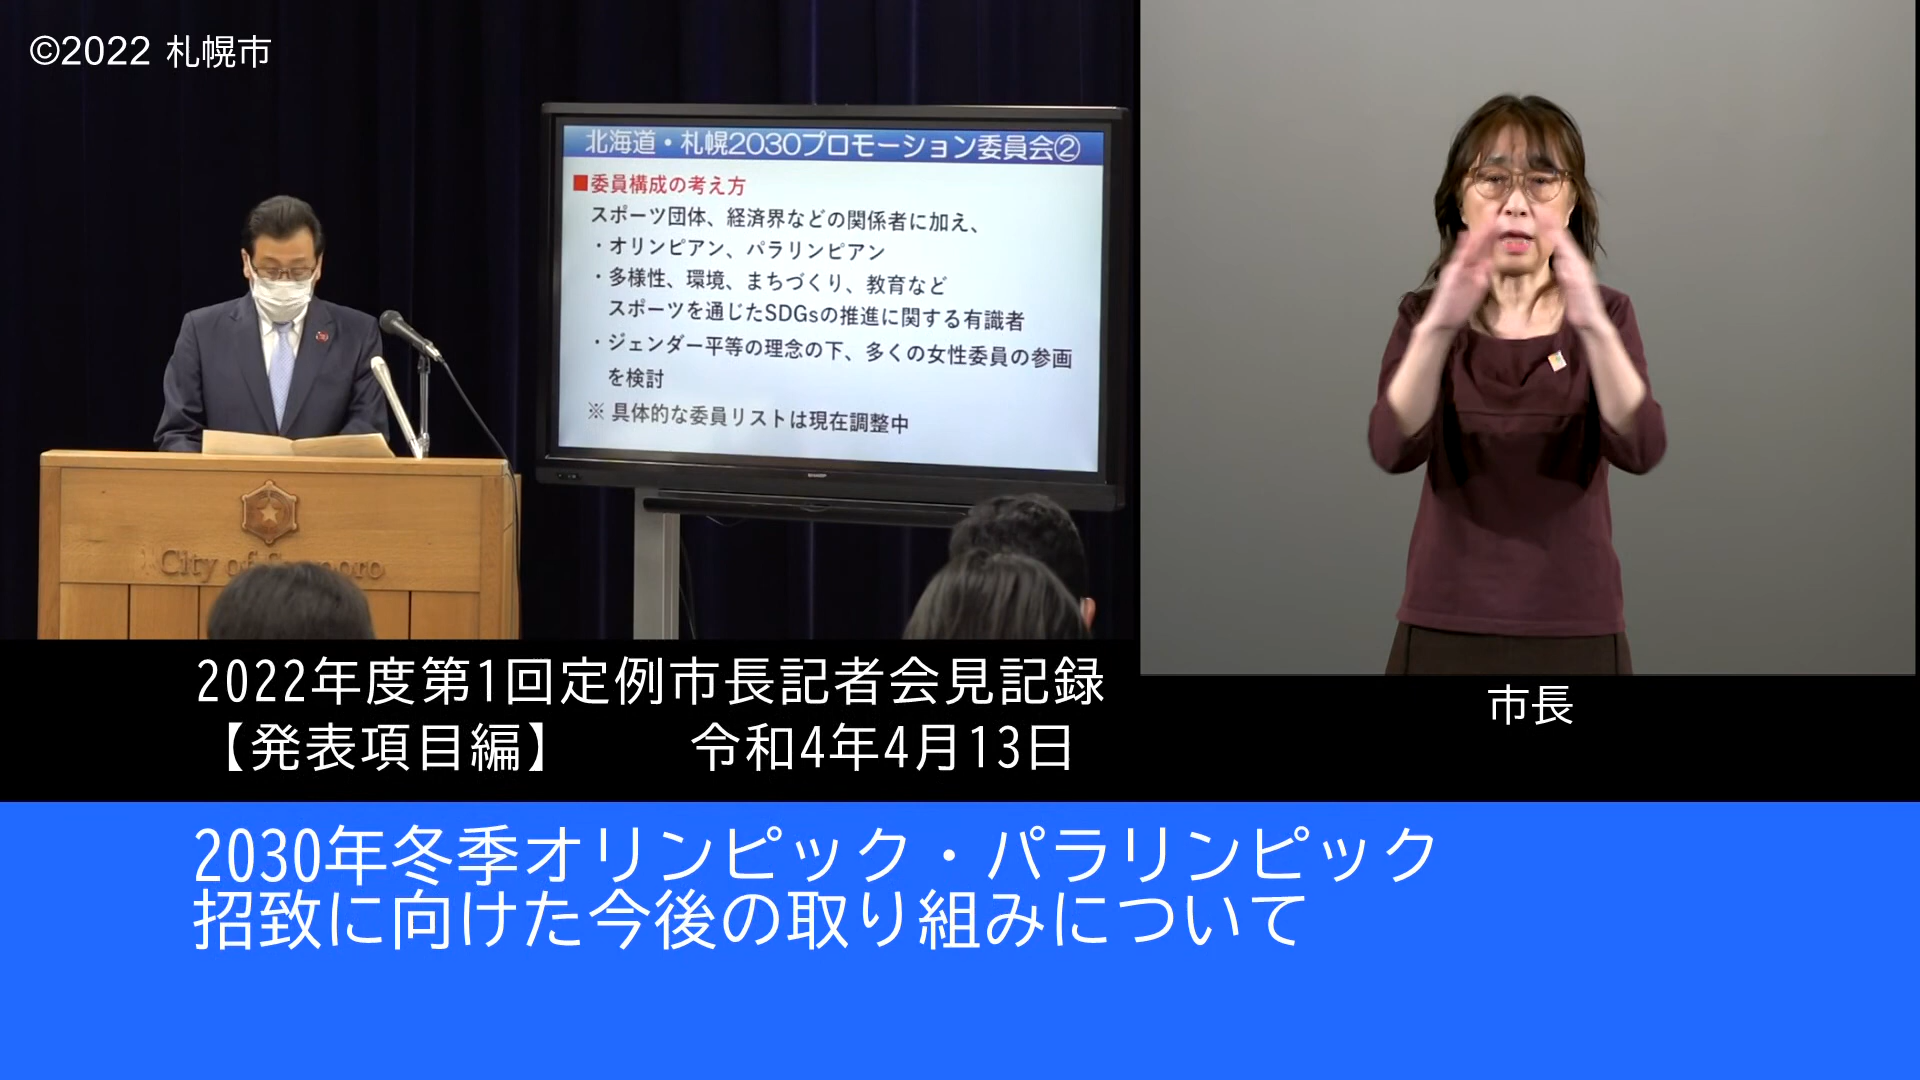 ©2022 札幌市
北海道・札幌2030プロモーション委員会②
■委員構成の考え方
スポーツ団体、経済界などの関係者に加え、
・オリンピアン、パラリンピアン
・多様性、環境、まちづくり、教育など
スポーツを通じたSDGsの推進に関する有識者
・ジェンダー平等の理念の下、多くの女性委員の参画
を検討
※ 具体的な委員リストは現在調整中
SHARP
City of Sapporo
2022年度第1回定例市長記者会見記録
【発表項目編】 令和4年4月13日
市長
2030年冬季オリンピック・パラリンピック
招致に向けた今後の取り組みについて